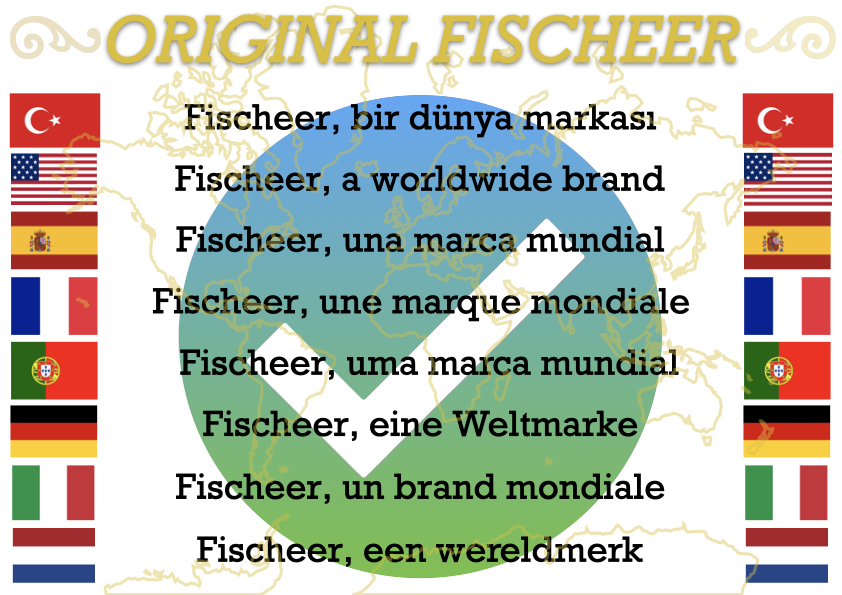 ORIGINAL FISCHEER
Fischeer, bir dünya markası
Fischeer, a worldwide brand
Fischeer, una marca mundial
Fischeer, une marque mondiale
Fischeer, uma marca mundial
Fischeer, eine Weltmarke
Fischeer, un brand mondiale
Fischeer, een wereldmerk